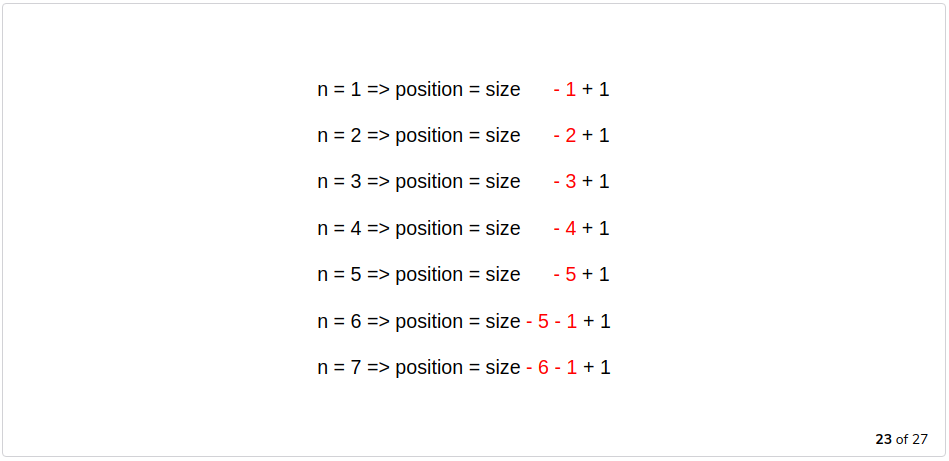 n = 1 => position = size - 1 + 1
n = 2 => position = size - 2 + 1
n = 3 => position = size - 3 + 1
n = 4 => position = size - 4 + 1
n = 5 => position = size - 5 + 1
n = 6 => position = size - 5 - 1 + 1
n = 7 => position = size - 6 - 1 + 1
23 of 27